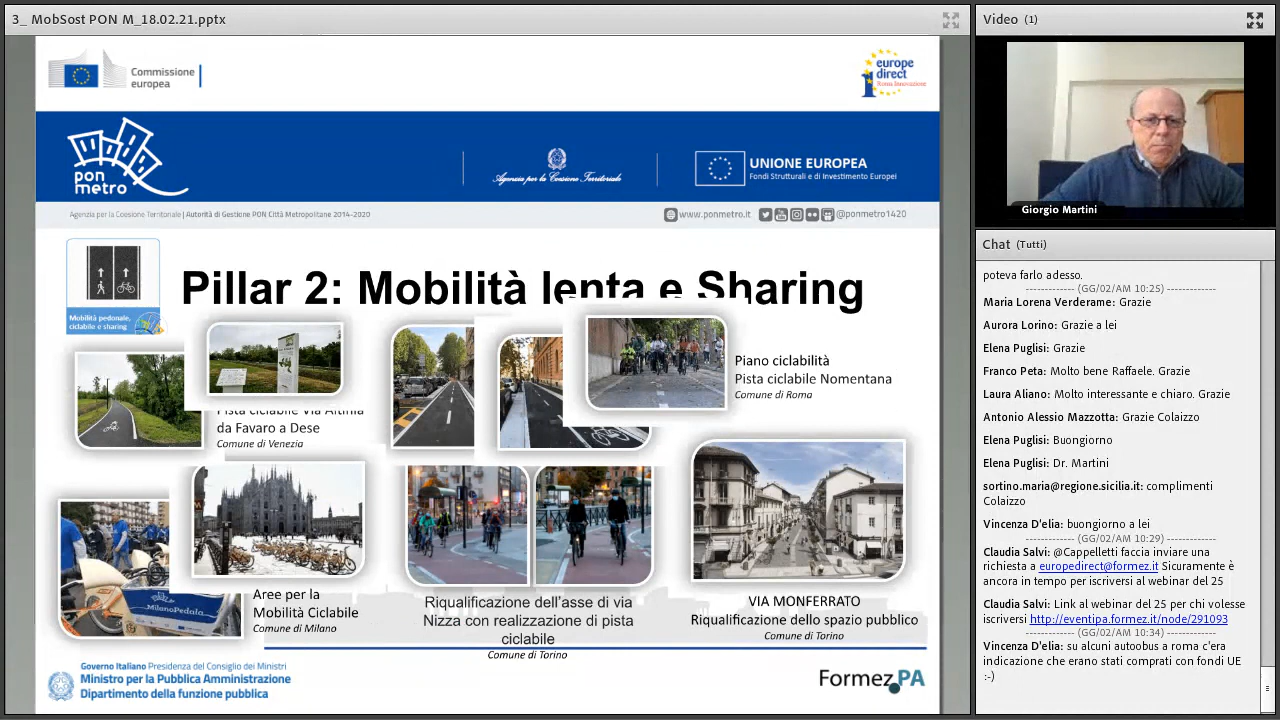 3_ MobSost PON M_18.02.21.pptx
Commissione
europea
europe
direct
Roma Innovazione
pon
metro
Agenzia per la Coesione Territoriale
UNIONE EUROPEA
Fondi Strutturali e di Investimento Europei
Agenzia per la Coesione Territoriale | Autorità di Gestione PON Città Metropolitane 2014-2020
www.ponmetro.it
@ponmetro1420
Mobilità pedonale,
ciclabile e sharing
Pillar 2: Mobilità lenta e Sharing
Pista ciclabile Via Altinia
da Favaro a Dese
Comune di Venezia
Piano ciclabilità
Pista ciclabile Nomentana
Comune di Roma
MilanoPedala
Aree per la
Mobilità Ciclabile
Comune di Milano
Riqualificazione dell'asse di via
Nizza con realizzazione di pista
ciclabile
Comune di Torino
VIA MONFERRATO
Riqualificazione dello spazio pubblico
Comune di Torino
Governo Italiano Presidenza del Consiglio dei Ministri
Ministro per la Pubblica Amministrazione
Dipartimento della funzione pubblica
Formez PA
Video (1)
Giorgio Martini
Chat (Tutti)
poteva farlo adesso.
------------ (GG/02/AM 10:25) ------------
Maria Lorena Verderame: Grazie
Aurora Lorino: Grazie a lei
Elena Puglisi: Grazie
Franco Peta: Molto bene Raffaele. Grazie
Laura Aliano: Molto interessante e chiaro. Grazie
Antonio Alessio Mazzotta: Grazie Colaizzo
Elena Puglisi: Buongiorno
Elena Puglisi: Dr. Martini
sortino.maria@regione.sicilia.it: complimenti
Colaizzo
Vincenza D'elia: buongiorno a lei
------------ (GG/02/AM 10:29) ------------
Claudia Salvi: @Cappelletti faccia inviare una
richiesta a europedirect@formez.it Sicuramente è
ancora in tempo per iscriversi al webinar del 25
Claudia Salvi: Link al webinar del 25 per chi volesse
iscriversi http://eventipa.formez.it/node/291093
------------ (GG/02/AM 10:34) ------------
Vincenza D'elia: su alcuni autoobus a roma c'era
indicazione che erano stati comprati con fondi UE
:-)